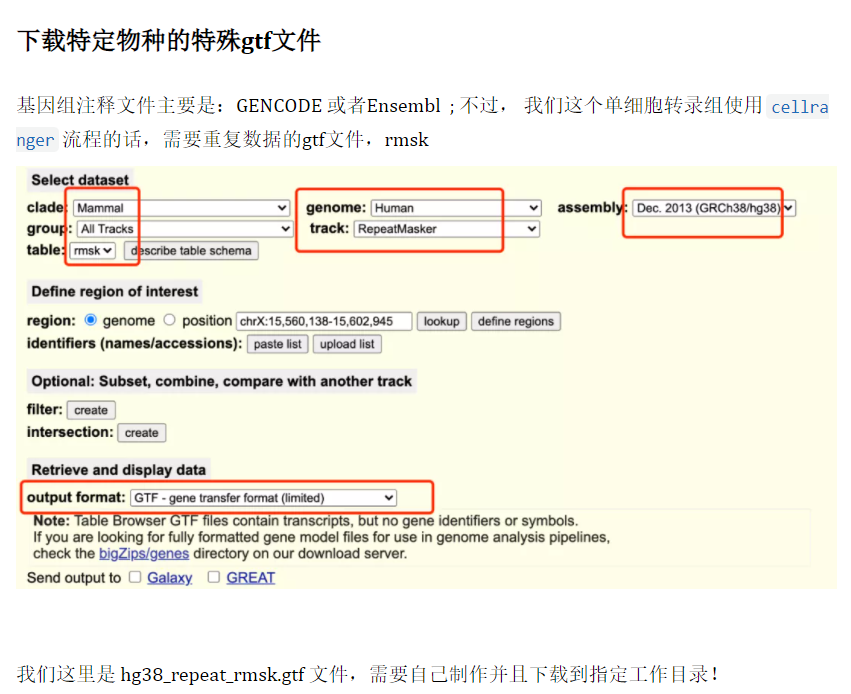 下载特定物种的特殊gtf文件
基因组注释文件主要是：GENCODE 或者Ensembl ；不过， 我们这个单细胞转录组使用 cellra
nger 流程的话，需要重复数据的gtf文件，rmsk
Select dataset
clade: Mammal genome: Human assembly: Dec. 2013 (GRCh38/hg38)
group: All Tracks track: RepeatMasker
table: rmsk describe table schema
Define region of interest
region: genome position chrX:15,560,138-15,602,945 lookup define regions
identifiers (names/accessions): paste list upload list
Optional: Subset, combine, compare with another track
filter: create
intersection: create
Retrieve and display data
output format: GTF - gene transfer format (limited)
Note: Table Browser GTF files contain transcripts, but no gene identifiers or symbols.
If you are looking for fully formatted gene model files for use in genome analysis pipelines,
check the bigZips/genes directory on our download server.
Send output to Galaxy GREAT
我们这里是 hg38_repeat_rmsk.gtf 文件，需要自己制作并且下载到指定工作目录！